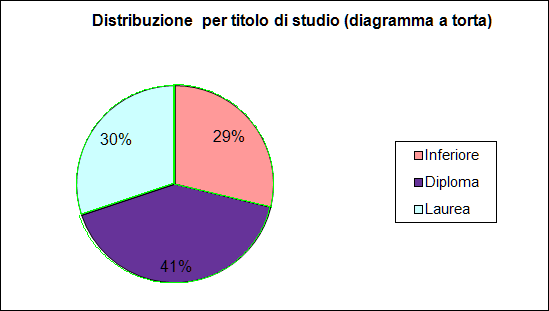 Distribuzione  per titolo di studio (diagramma a torta)
30%
29%
41%
Inferiore
Diploma
Laurea